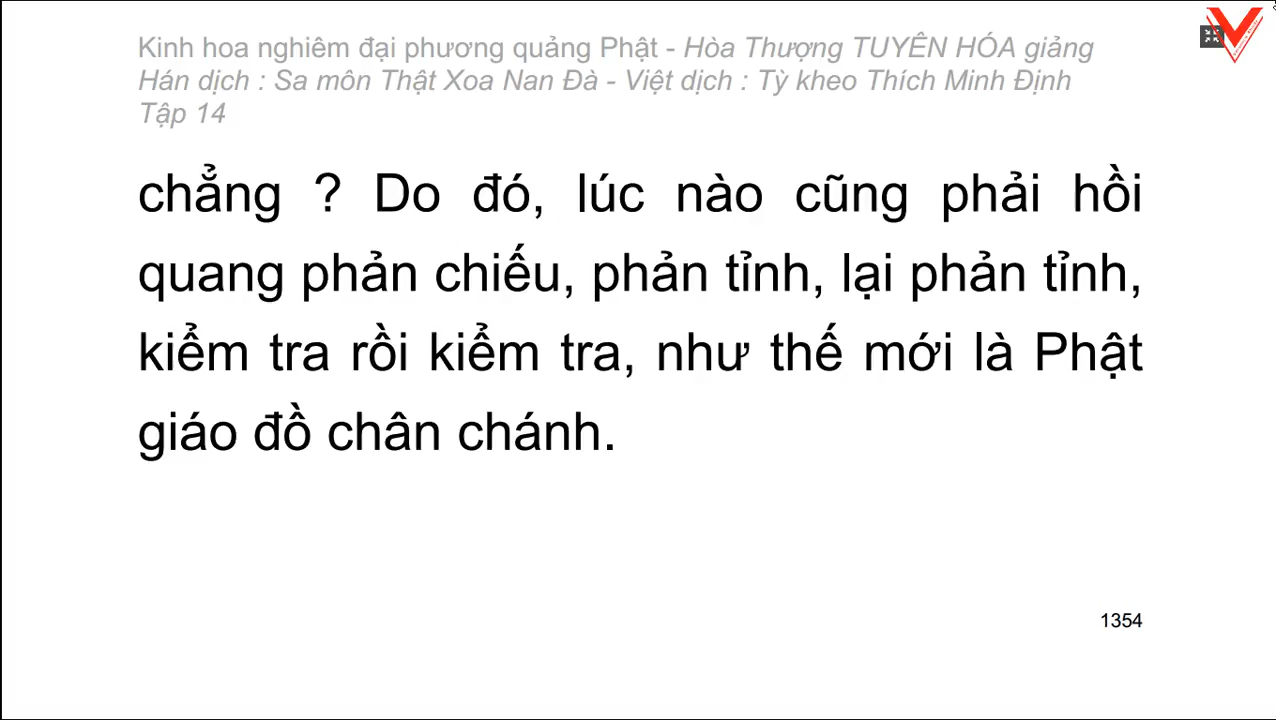 Kinh hoa nghiêm đại phương quảng Phật - Hòa Thượng TUYÊN HÓA giảng
Hán dịch : Sa môn Thật Xoa Nan Đà - Việt dịch : Tỳ kheo Thích Minh Định
Tập 14
chẳng ? Do đó, lúc nào cũng phải hồi
quang phản chiếu, phản tỉnh, lại phản tỉnh,
kiểm tra rồi kiểm tra, như thế mới là Phật
giáo đồ chân chánh.
1354